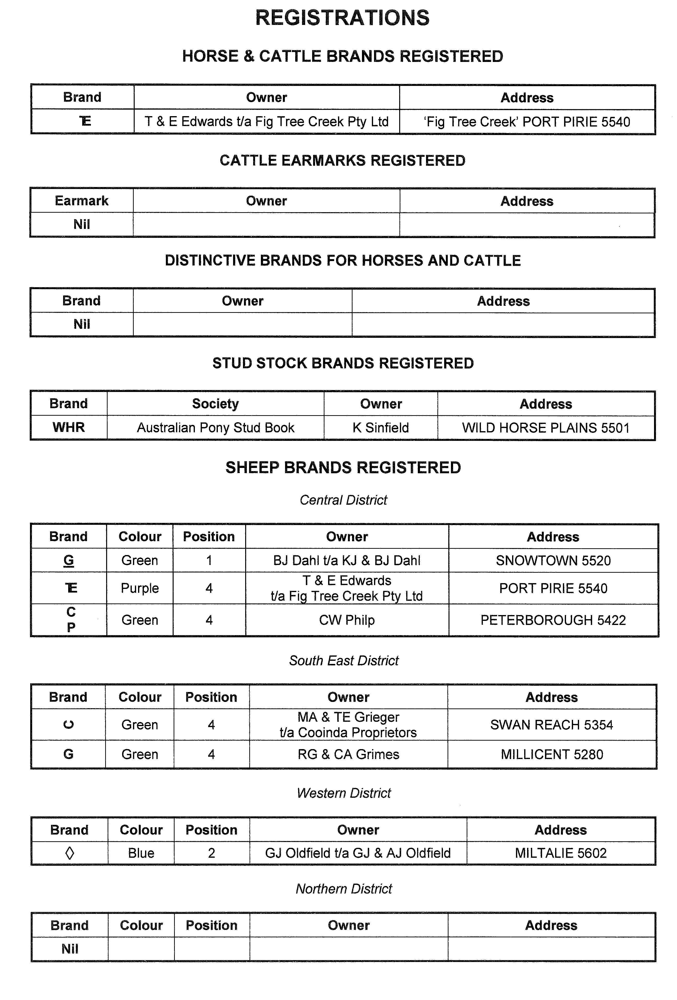 REGISTRATIONS
HORSE & CATTLE BRANDS REGISTERED
Brand Owner Address
TE T & E Edwards t/a Fig Tree Creek Pty Ltd ‘Fig Tree Creek’ PORT PIRIE 5540
CATTLE EARMARKS REGISTERED
Earmark Owner Address
Nil
DISTINCTIVE BRANDS FOR HORSES AND CATTLE
Brand Owner Address
Nil
STUD STOCK BRANDS REGISTERED
Brand Society Owner Address
WHR Australian Pony Stud Book K Sinfield WILD HORSE PLAINS 5501
SHEEP BRANDS REGISTERED
Central District
Brand Colour Position Owner Address
G Green 1 BJ Dahl t/a KJ & BJ Dahl SNOWTOWN 5520
TE Purple 4 T & E Edwards
t/a Fig Tree Creek Pty Ltd PORT PIRIE 5540
C
P Green 4 CW Philp PETERBOROUGH 5422
South East District
Brand Colour Position Owner Address
C Green 4 MA & TE Grieger
t/a Cooinda Proprietors SWAN REACH 5354
G Green 4 RG & CA Grimes MILLICENT 5280
Western District
Brand Colour Position Owner Address
◊ Blue 2 GJ Oldfield t/a GJ & AJ Oldfield MILTALIE 5602
Northern District
Brand Colour Position Owner Address
Nil